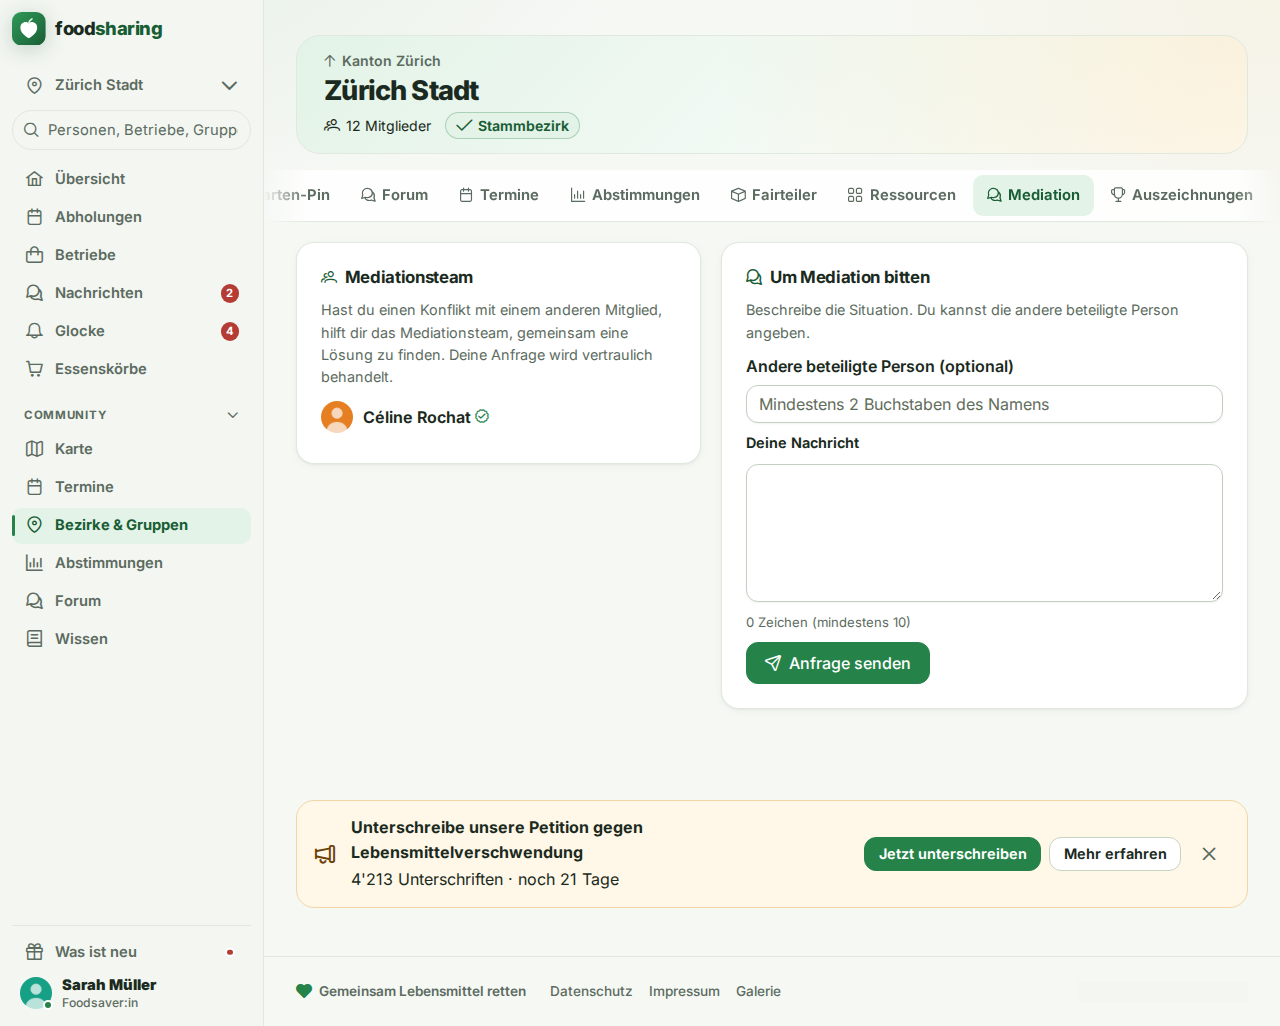 foodsharing
Zürich Stadt
Personen, Betriebe, Grupp
Übersicht
Abholungen
Betriebe
Nachrichten 2
Glocke 4
Essenskörbe
COMMUNITY
Karte
Termine
Bezirke & Gruppen
Abstimmungen
Forum
Wissen
Was ist neu
Sarah Müller
Foodsaver:in
Kanton Zürich
Zürich Stadt
12 Mitglieder Stammbezirk
rten-Pin Forum Termine Abstimmungen Fairteiler Ressourcen Mediation Auszeichnungen
Mediationsteam
Hast du einen Konflikt mit einem anderen Mitglied,
hilft dir das Mediationsteam, gemeinsam eine
Lösung zu finden. Deine Anfrage wird vertraulich
behandelt.
Céline Rochat
Um Mediation bitten
Beschreibe die Situation. Du kannst die andere beteiligte Person
angeben.
Andere beteiligte Person (optional)
Mindestens 2 Buchstaben des Namens
Deine Nachricht
0 Zeichen (mindestens 10)
Anfrage senden
Unterschreibe unsere Petition gegen
Lebensmittelverschwendung
4'213 Unterschriften · noch 21 Tage
Jetzt unterschreiben Mehr erfahren
Gemeinsam Lebensmittel retten Datenschutz Impressum Galerie